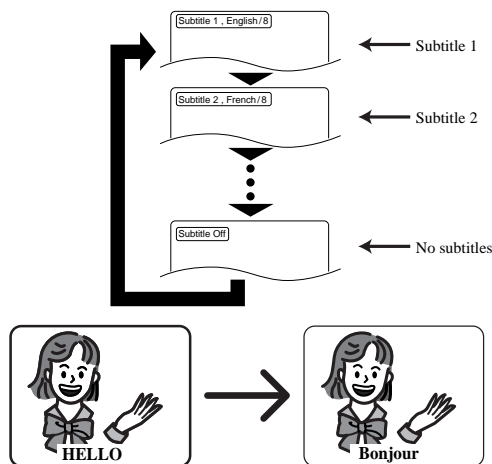 Subtitle 1 , English/8
Subtitle 1
Subtitle 2 , French/8
Subtitle 2
Subtitle Off
No subtitles
HELLO
Bonjour